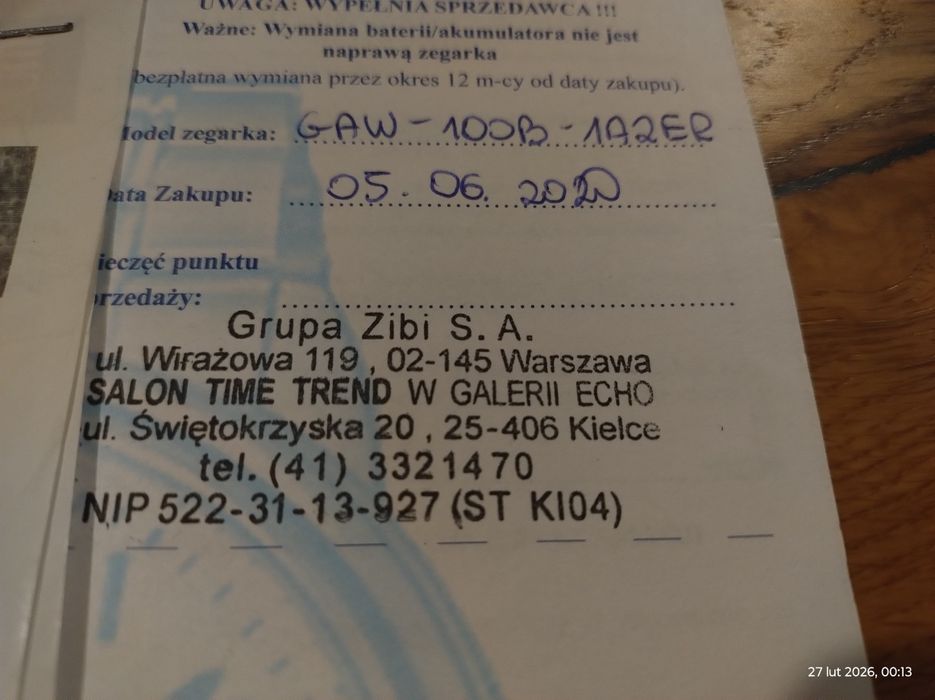 UWAGA: WYPEŁNIA SPRZEDAWCA !!!
Ważne: Wymiana baterii/akumulatora nie jest
naprawą zegarka
bezpłatna wymiana przez okres 12 m-cy od daty zakupu).
Model zegarka: GAW-100B-1A2ER
Data Zakupu: 05.06.2020
ieczęć punktu
rzedaży:
Grupa Zibi S. A.
ul. Wirażowa 119 , 02-145 Warszawa
SALON TIME TREND W GALERII ECHO
ul. Świętokrzyska 20 , 25-406 Kielce
tel. (41) 3321470
NIP 522-31-13-927 (ST KI04)
27 lut 2026, 00:13